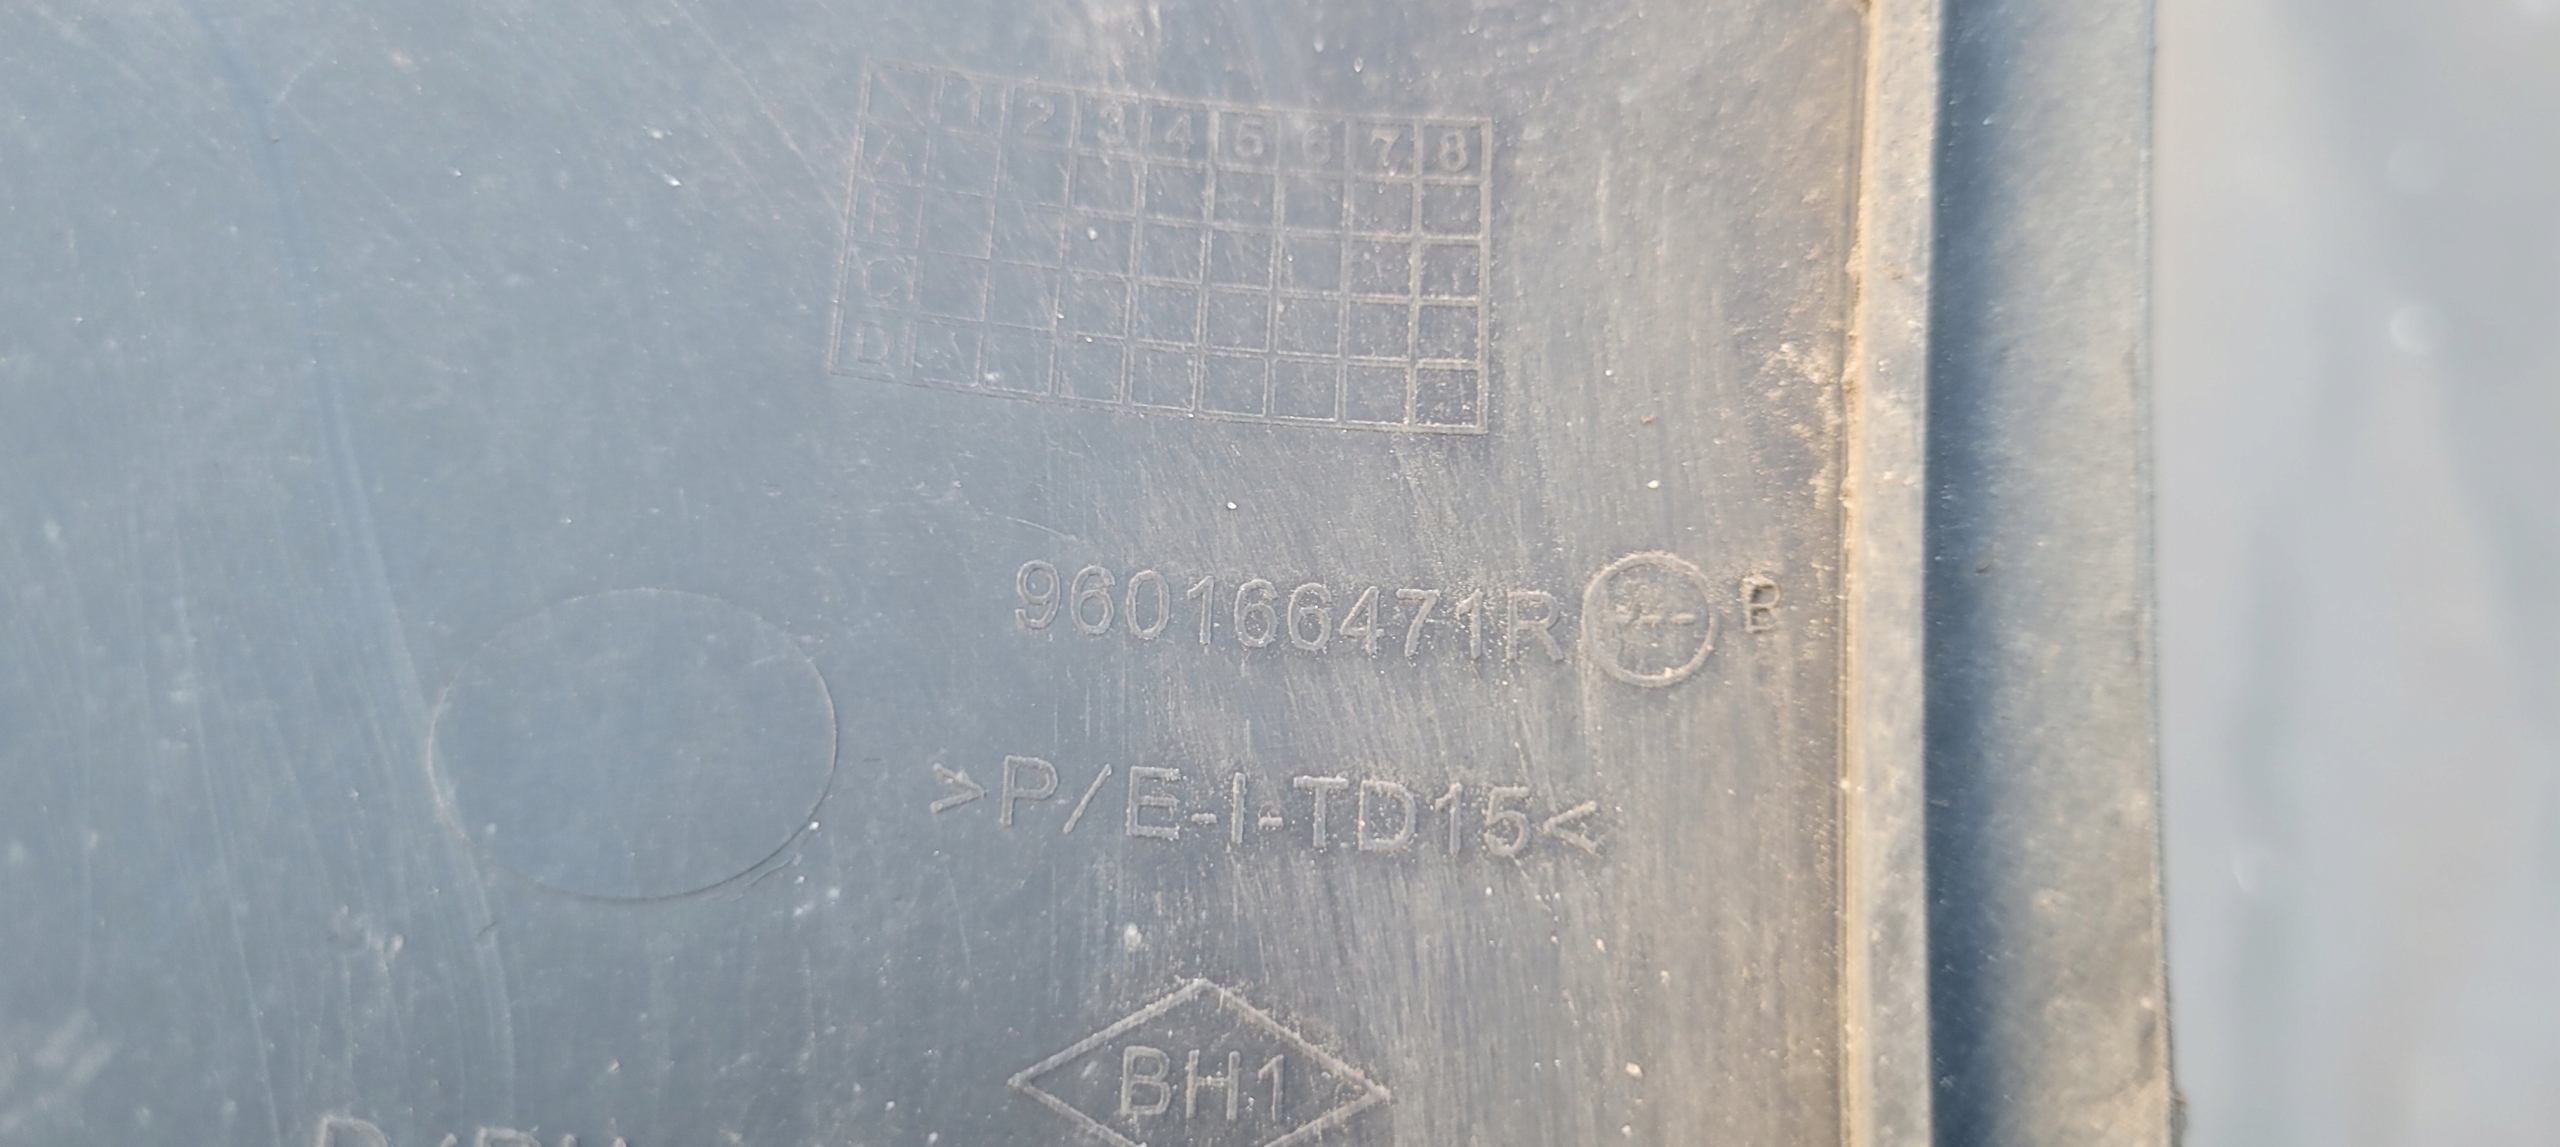 1 2 3 4 5 6 7 8
A
B
C
D
960166471R B
>P/E-I-TD15<
BH1